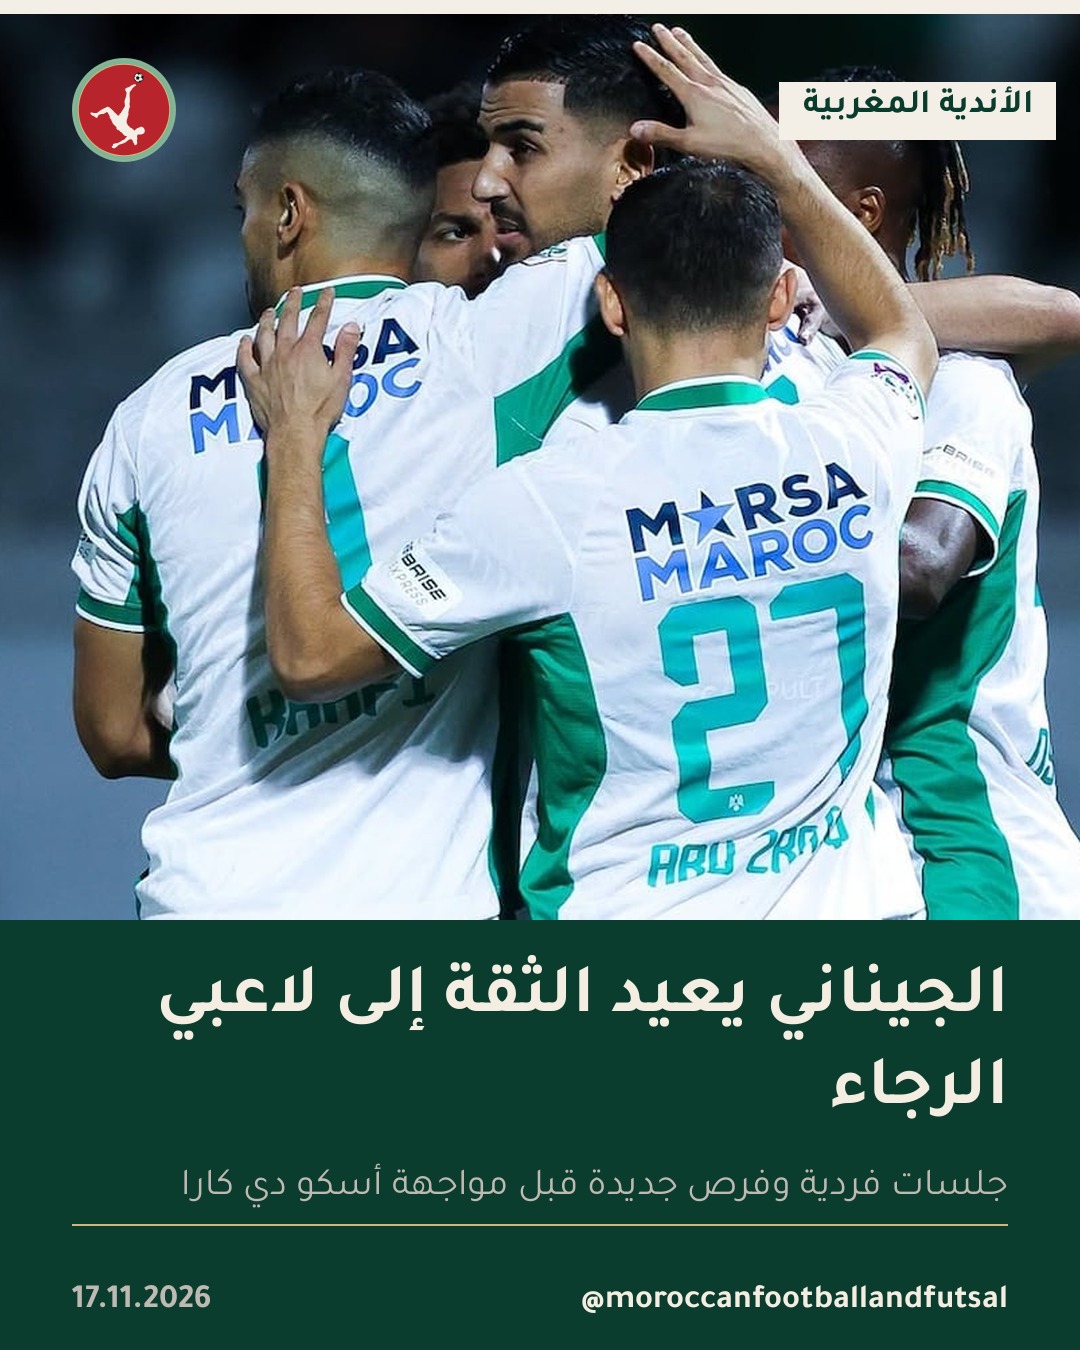 الأندية المغربية
MARSA
MAROC
MARSA
MAROC
27
ABU ZRAQ
الجيناني يعيد الثقة إلى لاعبي
الرجاء
جلسات فردية وفرص جديدة قبل مواجهة أسكو دي كارا
17.11.2026
@moroccanfootballandfutsal